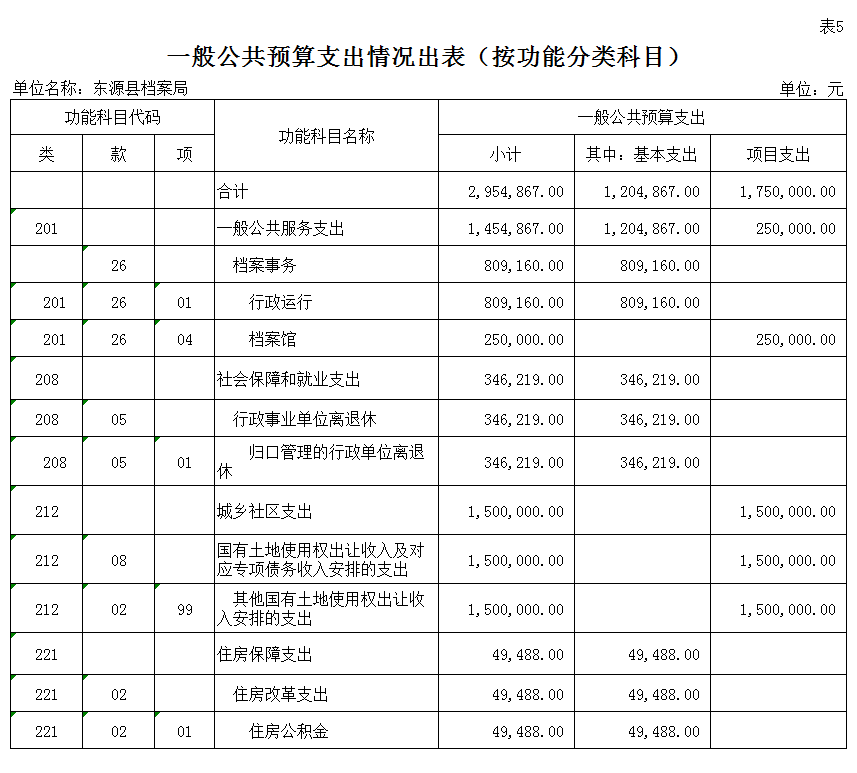 表5
一般公共预算支出情况出表（按功能分类科目）
单位名称：东源县档案局 单位：元
功能科目代码 功能科目名称 一般公共预算支出
类 款 项 小计 其中：基本支出 项目支出
合计 2,954,867.00 1,204,867.00 1,750,000.00
201 一般公共服务支出 1,454,867.00 1,204,867.00 250,000.00
26 档案事务 809,160.00 809,160.00
201 26 01 行政运行 809,160.00 809,160.00
201 26 04 档案馆 250,000.00 250,000.00
208 社会保障和就业支出 346,219.00 346,219.00
208 05 行政事业单位离退休 346,219.00 346,219.00
208 05 01 归口管理的行政单位离退
休 346,219.00 346,219.00
212 城乡社区支出 1,500,000.00 1,500,000.00
212 08 国有土地使用权出让收入及对
应专项债务收入安排的支出 1,500,000.00 1,500,000.00
212 02 99 其他国有土地使用权出让收
入安排的支出 1,500,000.00 1,500,000.00
221 住房保障支出 49,488.00 49,488.00
221 02 住房改革支出 49,488.00 49,488.00
221 02 01 住房公积金 49,488.00 49,488.00